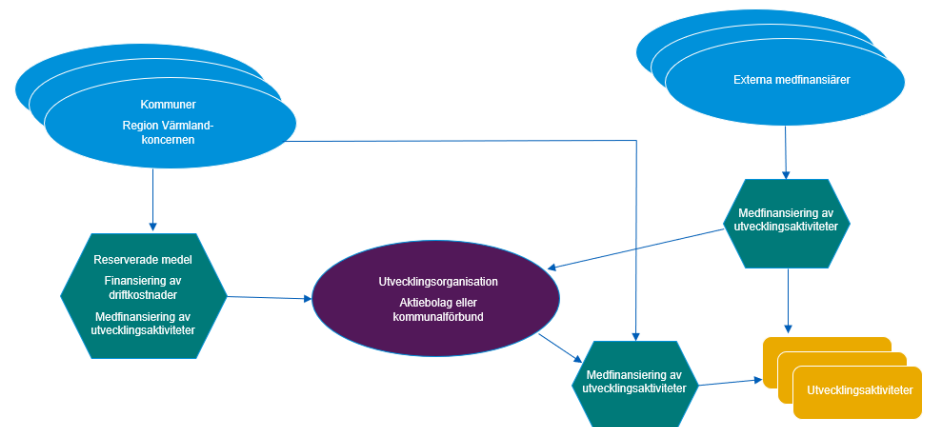 Kommuner
Region Värmland-
koncernen
Externa medfinansiärer
Medfinansiering av
utvecklingsaktiviteter
Reserverade medel
Finansiering av
driftkostnader
Medfinansiering av
utvecklingsaktiviteter
Utvecklingsorganisation
Aktiebolag eller
kommunalförbund
Medfinansiering av
utvecklingsaktiviteter
Utvecklingsaktiviteter